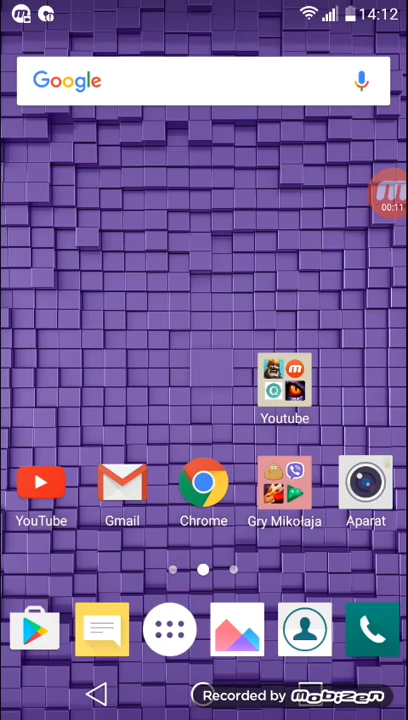 14:12
Google
00:11
Youtube
YouTube
Gmail
Chrome
Gry Mikołaja
Aparat
Recorded by mobizen